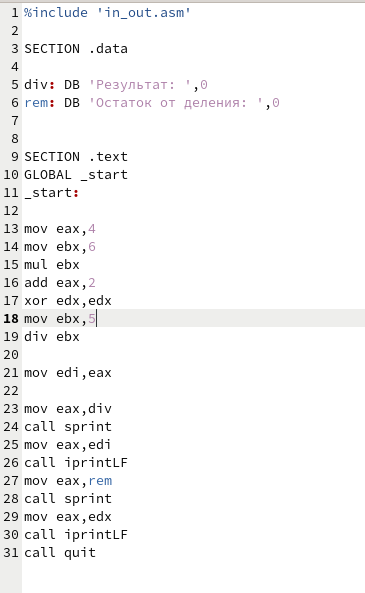 1 %include 'in_out.asm'
2
3 SECTION .data
4
5 div: DB 'Результат: ',0
6 rem: DB 'Остаток от деления: ',0
7
8
9 SECTION .text
10 GLOBAL _start
11 _start:
12
13 mov eax,4
14 mov ebx,6
15 mul ebx
16 add eax,2
17 xor edx,edx
18 mov ebx,5
19 div ebx
20
21 mov edi,eax
22
23 mov eax,div
24 call sprint
25 mov eax,edi
26 call iprintLF
27 mov eax,rem
28 call sprint
29 mov eax,edx
30 call iprintLF
31 call quit